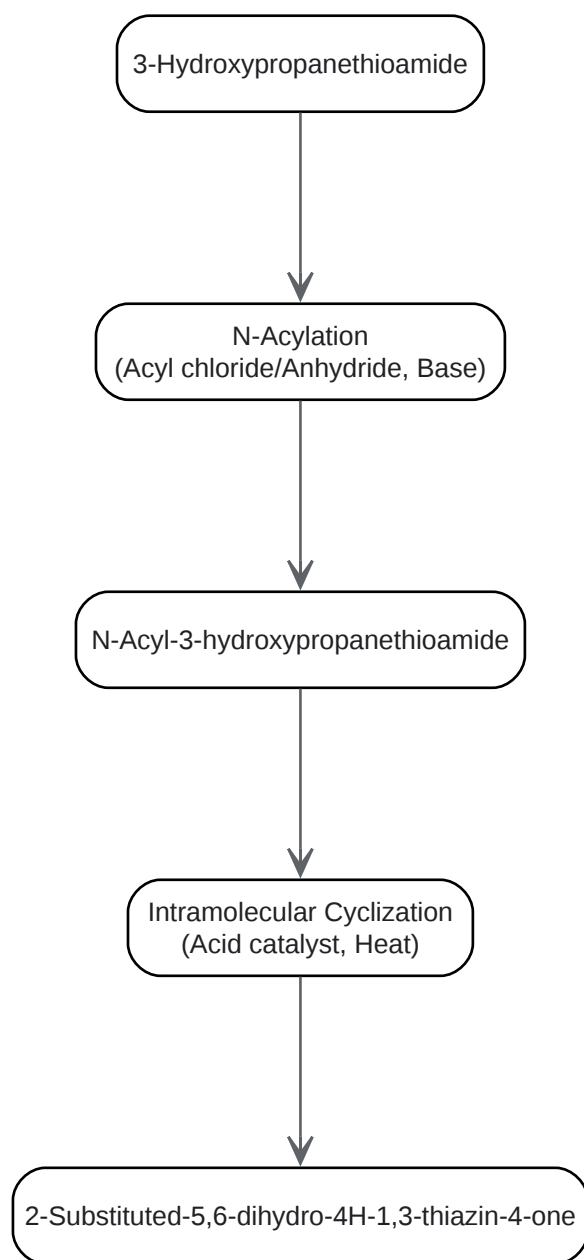 3-Hydroxypropanethioamide
N-Acylation
(Acyl chloride/Anhydride, Base)
N-Acyl-3-hydroxypropanethioamide
Intramolecular Cyclization
(Acid catalyst, Heat)
2-Substituted-5,6-dihydro-4H-1,3-thiazin-4-one